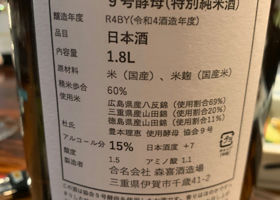 9号酵母(特別純米酒)
醸造年度 R4BY(令和4酒造年度)
品目 日本酒
内容量 1.8L
原材料 米(国産)、米麹(国産米)
精米歩合 60%
使用米 広島県産八反錦(使用割合69%)
三重県産山田錦(使用割合20%)
徳島県産山田錦(使用割合11%)
杜氏 豊本理恵 使用酵母 協会9号
アルコール分 15% 日本酒度 +7
酸度 1.5 アミノ酸 1.1
製造者 合名会社 森喜酒造場
三重県伊賀市千歳41-2